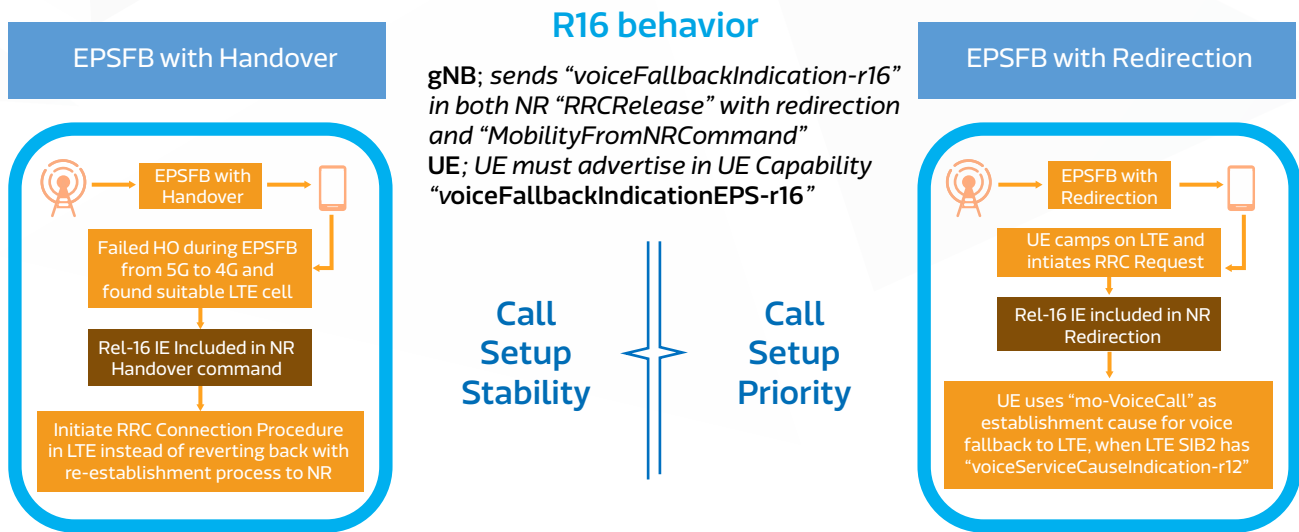 EPSFB with Handover
EPSFB with
Handover
Failed HO during EPSFB
from 5G to 4G and
found suitable LTE cell
Rel-16 IE Included in NR
Handover command
Initiate RRC Connection Procedure
in LTE instead of reverting back with
re-establishment process to NR
R16 behavior
gNB; sends “voiceFallbackIndication-r16”
in both NR “RRCRelease” with redirection
and “MobilityFromNRCommand”
UE; UE must advertise in UE Capability
“voiceFallbackIndicationEPS-r16”
Call
Setup
Stability
Call
Setup
Priority
EPSFB with Redirection
EPSFB with
Redirection
UE camps on LTE and
intiates RRC Request
Rel-16 IE included in NR
Redirection
UE uses “mo-VoiceCall” as
establishment cause for voice
fallback to LTE, when LTE SIB2 has
“voiceServiceCauseIndication-r12”